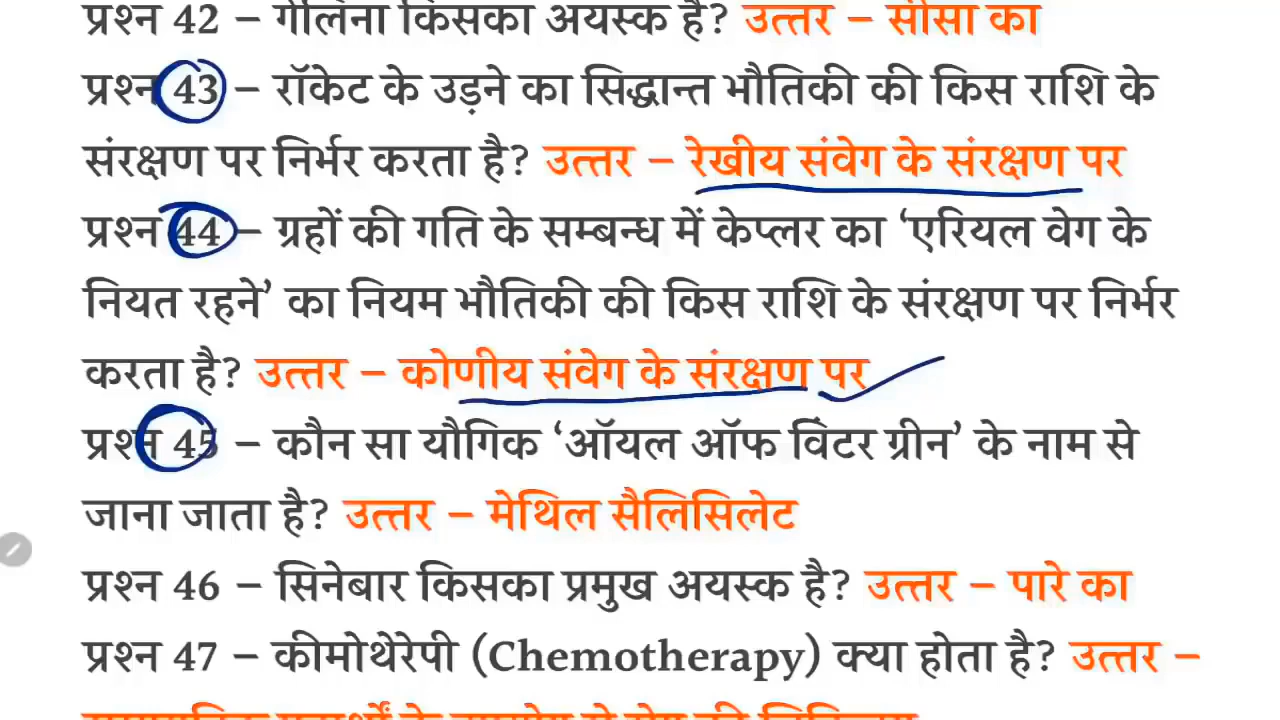 प्रश्न 42 – गेलिना किसका अयस्क है? उत्तर – सीसा का
प्रश्न 43 – रॉकेट के उड़ने का सिद्धान्त भौतिकी की किस राशि के
संरक्षण पर निर्भर करता है? उत्तर – रेखीय संवेग के संरक्षण पर
प्रश्न 44 – ग्रहों की गति के सम्बन्ध में केप्लर का ‘एरियल वेग के
नियत रहने’ का नियम भौतिकी की किस राशि के संरक्षण पर निर्भर
करता है? उत्तर – कोणीय संवेग के संरक्षण पर
प्रश्न 45 – कौन सा यौगिक ‘ऑयल ऑफ विंटर ग्रीन’ के नाम से
जाना जाता है? उत्तर – मेथिल सैलिसिलेट
प्रश्न 46 – सिनेबार किसका प्रमुख अयस्क है? उत्तर – पारे का
प्रश्न 47 – कीमोथेरेपी (Chemotherapy) क्या होता है? उत्तर –